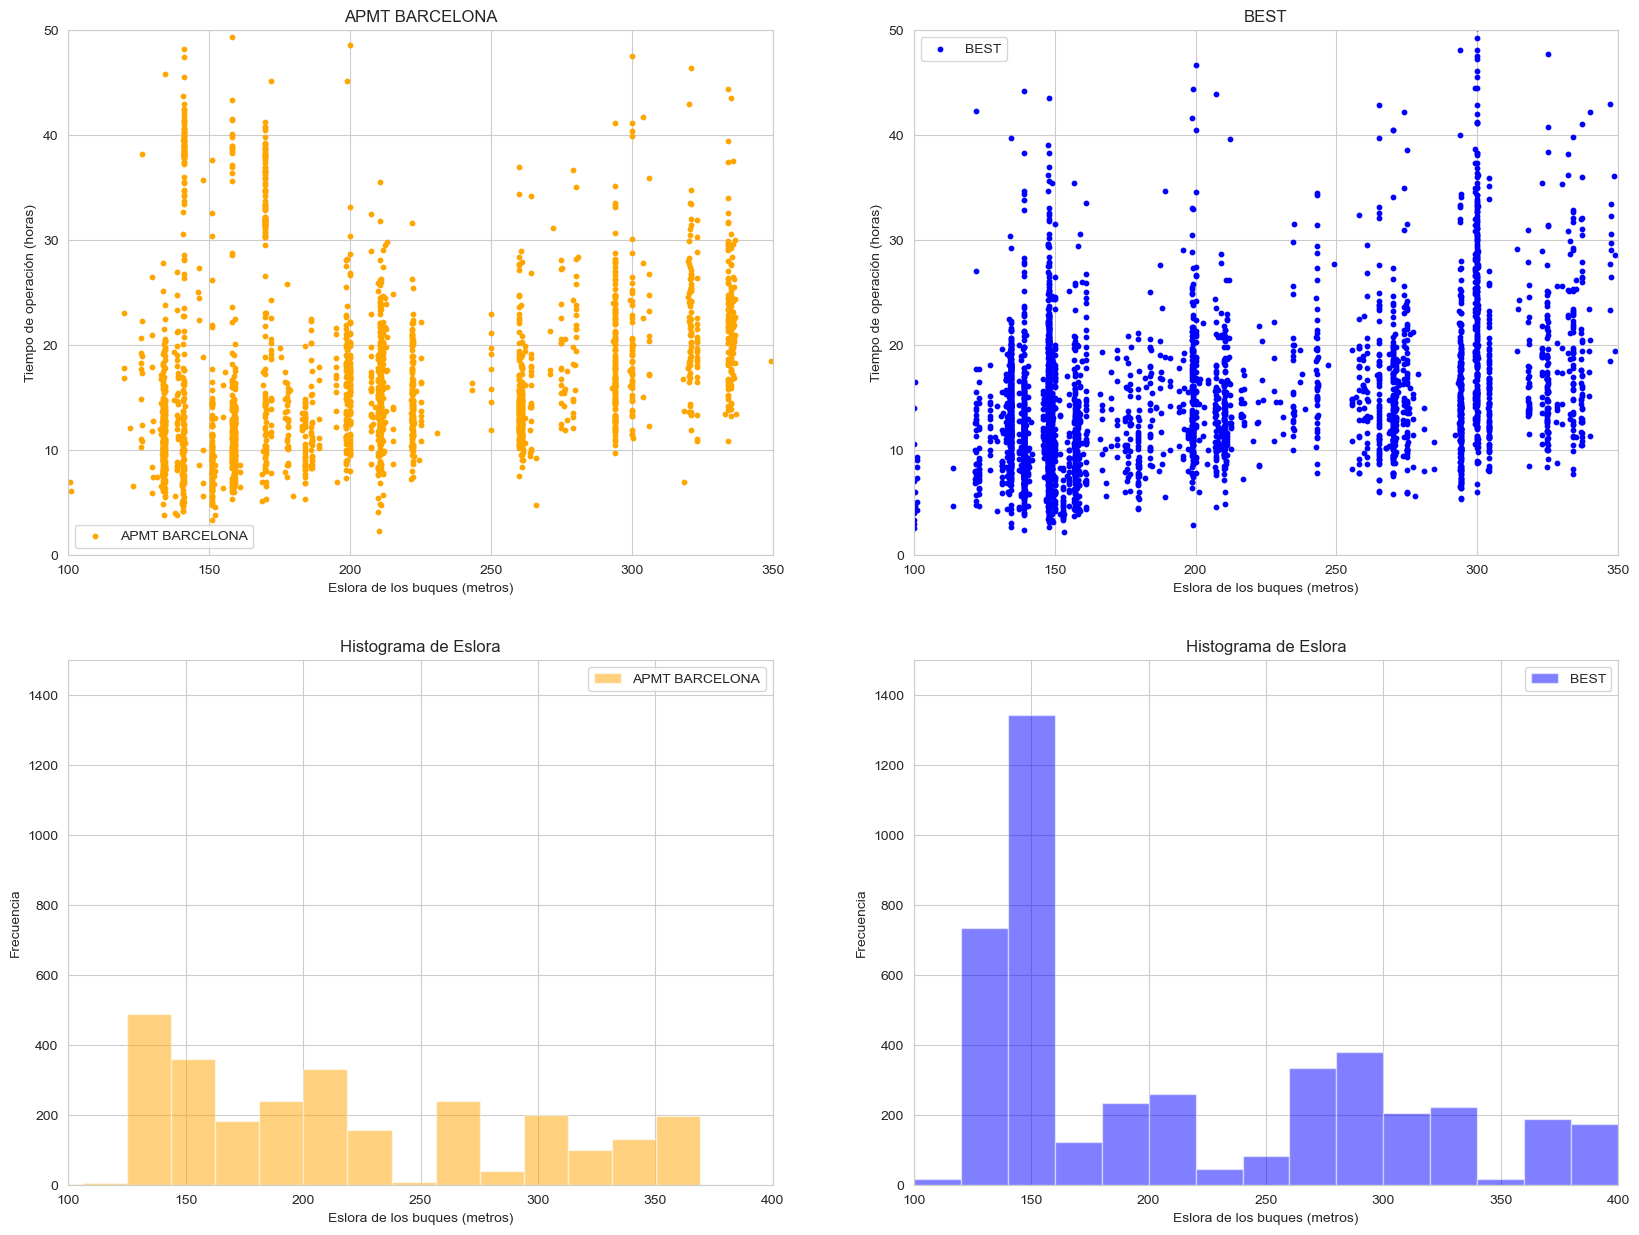 APMT BARCELONA
50
40
30
20
10
0
Tiempo de operación (horas)
APMT BARCELONA
100 150 200 250 300 350
Eslora de los buques (metros)
BEST
50
40
30
20
10
0
Tiempo de operación (horas)
BEST
100 150 200 250 300 350
Eslora de los buques (metros)
Histograma de Eslora
1400
1200
1000
800
600
400
200
0
Frecuencia
APMT BARCELONA
100 150 200 250 300 350 400
Eslora de los buques (metros)
Histograma de Eslora
1400
1200
1000
800
600
400
200
0
Frecuencia
BEST
100 150 200 250 300 350 400
Eslora de los buques (metros)